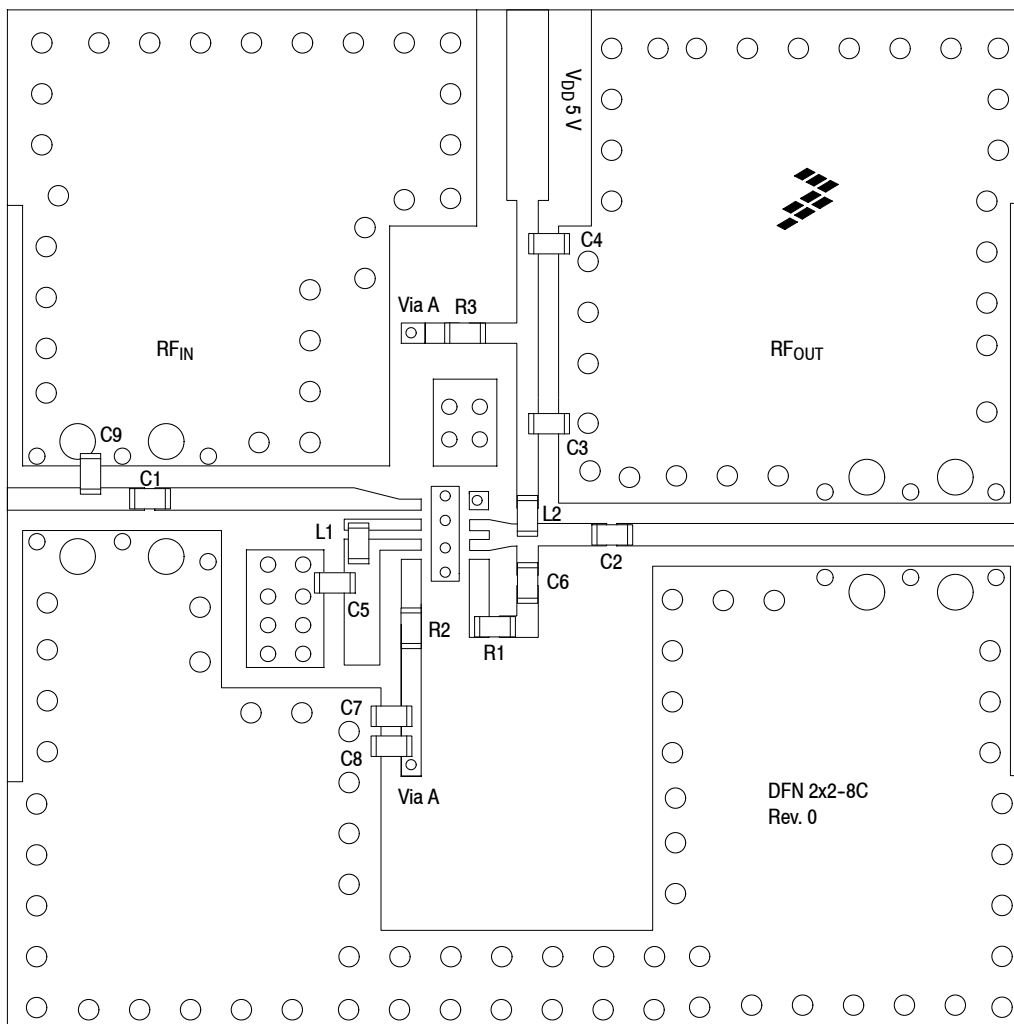 VDD 5 V
C4
Via A
R3
RFIN
RFOUT
C9
C3
C1
L2
L1
C2
C6
C5
R2
R1
C7
C8
Via A
DFN 2x2-8C
Rev. 0